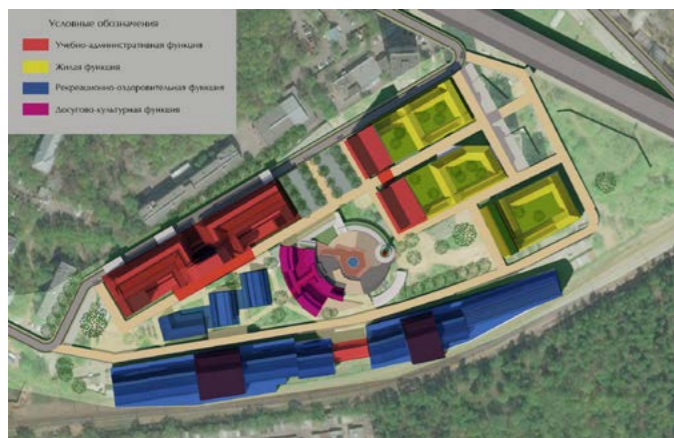 Условные обозначения
Учебно-административная функция
Жилая функция
Рекреационно-оздоровительная функция
Досугово-культурная функция